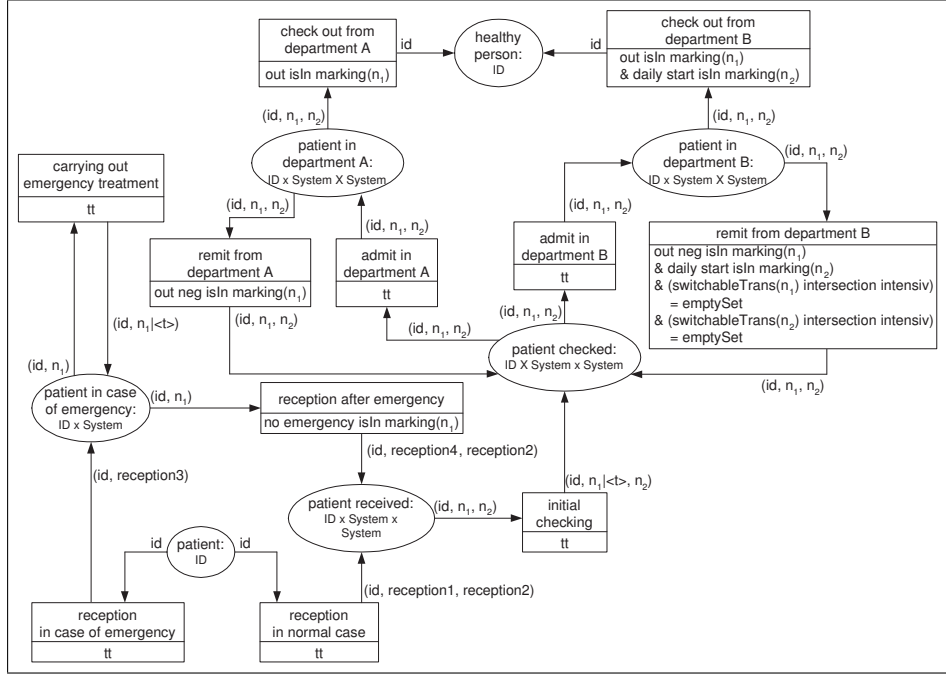 check out from
department A
out isIn marking(n₁)
id
healthy
person:
ID
id
check out from
department B
out isIn marking(n₁)
& daily start isIn marking(n₂)
(id, n₁, n₂)
(id, n₁, n₂)
patient in
department A:
ID x System X System
patient in
department B:
ID x System X System
(id, n₁, n₂)
carrying out
emergency treatment
tt
(id, n₁, n₂)
(id, n₁, n₂)
(id, n₁, n₂)
remit from
department A
out neg isIn marking(n₁)
admit in
department A
tt
admit in
department B
tt
remit from department B
out neg isIn marking(n₁)
& daily start isIn marking(n₂)
& (switchableTrans(n₁) intersection intensiv)
= emptySet
& (switchableTrans(n₂) intersection intensiv)
= emptySet
(id, n₁|<t>)
(id, n₁, n₂)
(id, n₁, n₂)
(id, n₁, n₂)
patient checked:
ID X System x System
(id, n₁)
(id, n₁, n₂)
patient in case
of emergency:
ID x System
(id, n₁)
reception after emergency
no emergency isIn marking(n₁)
(id, reception3)
(id, reception4, reception2)
(id, n₁|<t>, n₂)
patient received:
ID x System x
System
(id, n₁, n₂)
initial
checking
tt
id
patient:
ID
id
(id, reception1, reception2)
reception
in case of emergency
tt
reception
in normal case
tt